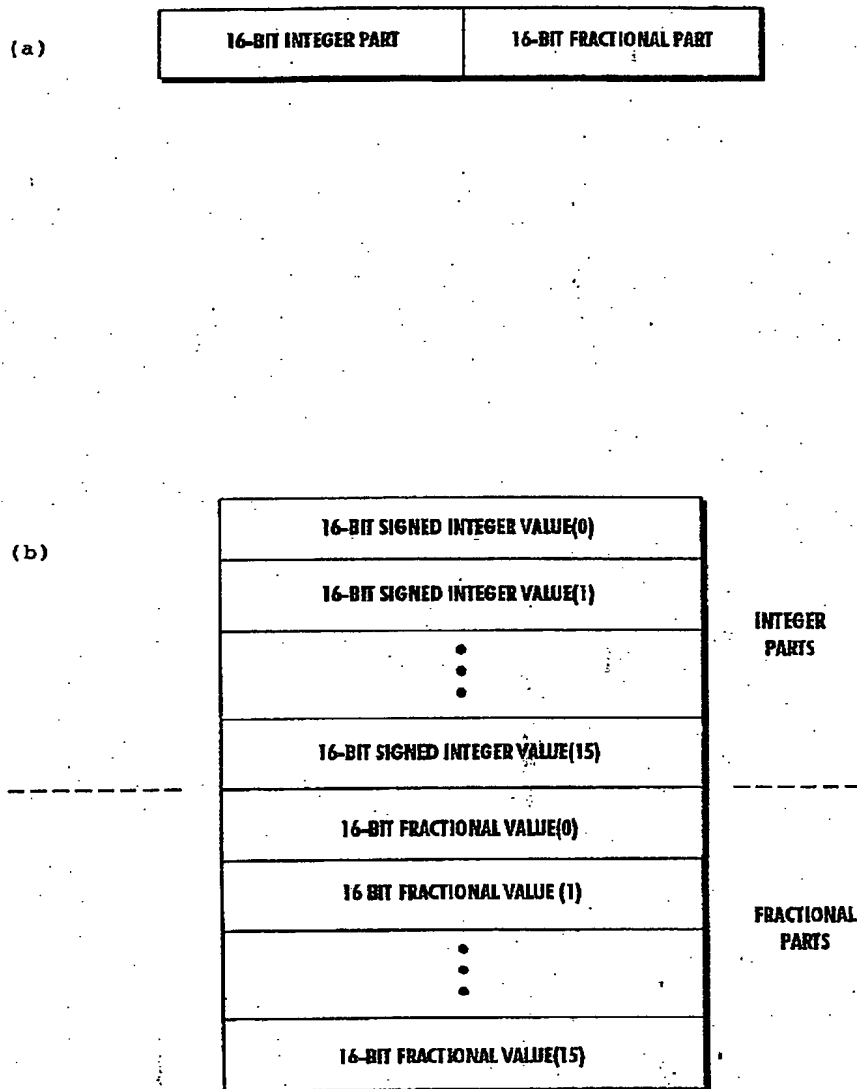 (a)
16-BIT INTEGER PART
16-BIT FRACTIONAL PART
(b)
16-BIT SIGNED INTEGER VALUE(0)
16-BIT SIGNED INTEGER VALUE(1)
INTEGER
PARTS
16-BIT SIGNED INTEGER VALUE(15)
16-BIT FRACTIONAL VALUE(0)
16 BIT FRACTIONAL VALUE (1)
FRACTIONAL
PARTS
16-BIT FRACTIONAL VALUE(15)